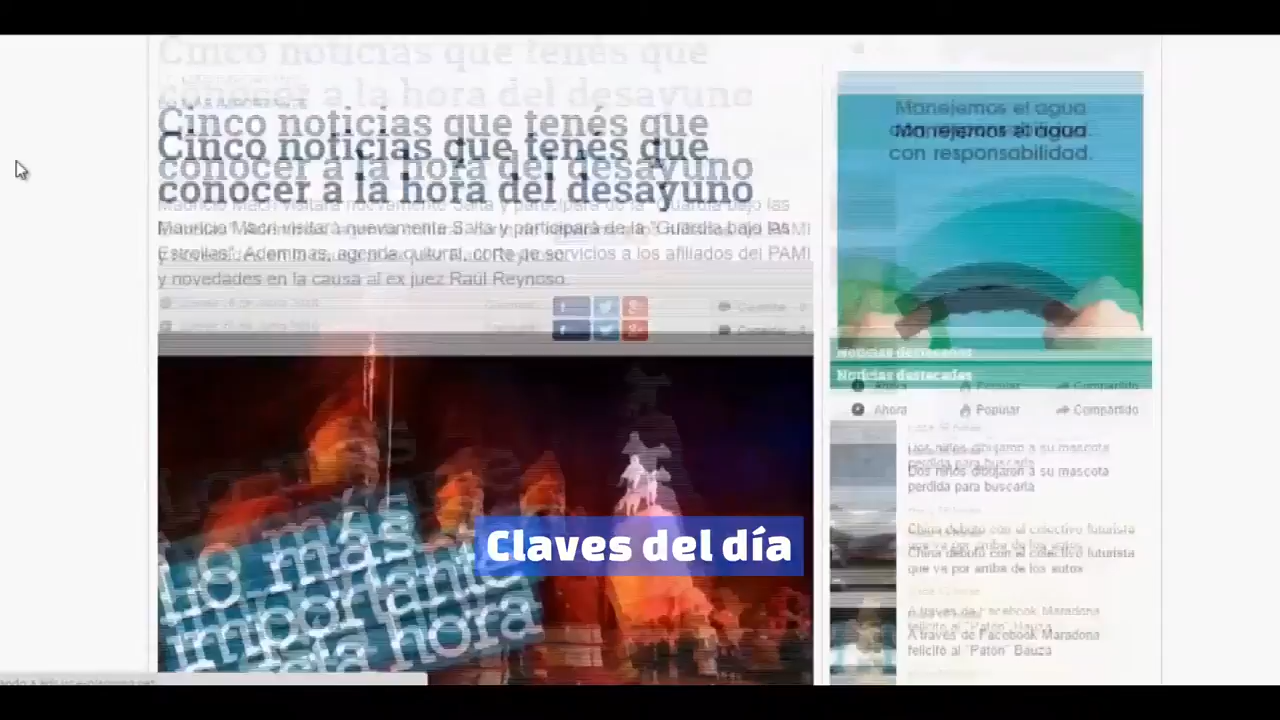 Cinco noticias que tenés que
conocer a la hora del desayuno
Mauricio Macri visitará nuevamente Salta y participará de la "Guardia bajo las
Estrellas". Además, agenda cultural, corte de servicios a los afiliados del PAMI
y novedades en la causa al ex juez Raúl Reynoso.
Manejemos el agua
con responsabilidad.
Noticias destacadas
Ahora
Popular
Compartido
Dos niños dibujaron a su mascota
perdida para buscarla
China debutó con el colectivo futurista
que va por arriba de los autos
A través de Facebook Maradona
felicitó al "Patón" Bauza
Lo más
importante
hora
Claves del día